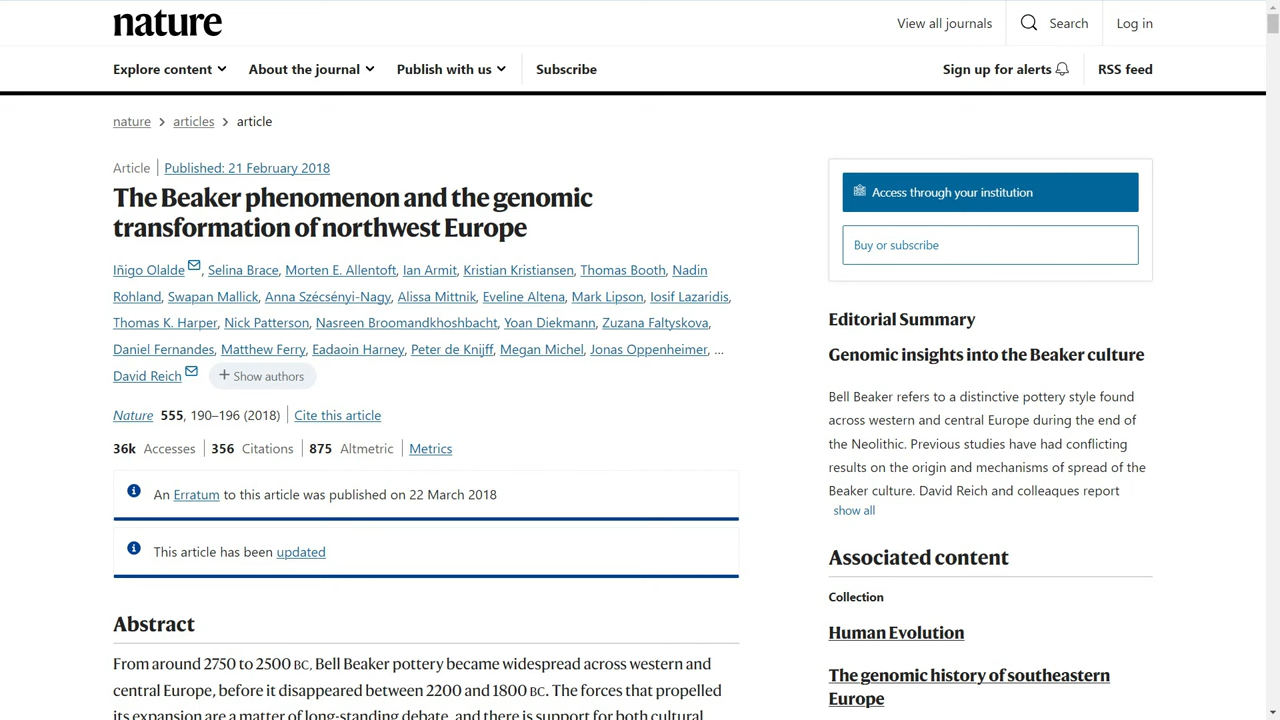 nature
View all journals
Search
Log in
Explore content
About the journal
Publish with us
Subscribe
Sign up for alerts
RSS feed
nature > articles > article
Article | Published: 21 February 2018
The Beaker phenomenon and the genomic
transformation of northwest Europe
Iñigo Olalde, Selina Brace, Morten E. Allentoft, Ian Armit, Kristian Kristiansen, Thomas Booth, Nadin
Rohland, Swapan Mallick, Anna Szécsényi-Nagy, Alissa Mittnik, Eveline Altena, Mark Lipson, Iosif Lazaridis,
Thomas K. Harper, Nick Patterson, Nasreen Broomandkhoshbacht, Yoan Diekmann, Zuzana Faltyskova,
Daniel Fernandes, Matthew Ferry, Eadaoin Harney, Peter de Knijff, Megan Michel, Jonas Oppenheimer, ...
David Reich + Show authors
Nature 555, 190–196 (2018) | Cite this article
36k Accesses | 356 Citations | 875 Altmetric | Metrics
An Erratum to this article was published on 22 March 2018
This article has been updated
Abstract
From around 2750 to 2500 BC, Bell Beaker pottery became widespread across western and
central Europe, before it disappeared between 2200 and 1800 BC. The forces that propelled
its expansion are a matter of long-standing debate, and there is support for both cultural
Access through your institution
Buy or subscribe
Editorial Summary
Genomic insights into the Beaker culture
Bell Beaker refers to a distinctive pottery style found
across western and central Europe during the end of
the Neolithic. Previous studies have had conflicting
results on the origin and mechanisms of spread of the
Beaker culture. David Reich and colleagues report
show all
Associated content
Collection
Human Evolution
The genomic history of southeastern
Europe